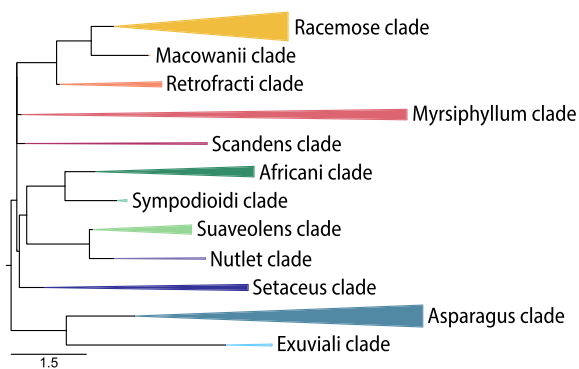 Racemose clade
Macowanii clade
Retrofracti clade
Myrsiphyllum clade
Scandens clade
Africani clade
Sympodioidi clade
Suaveolens clade
Nutlet clade
Setaceus clade
Asparagus clade
Exuviali clade
1.5